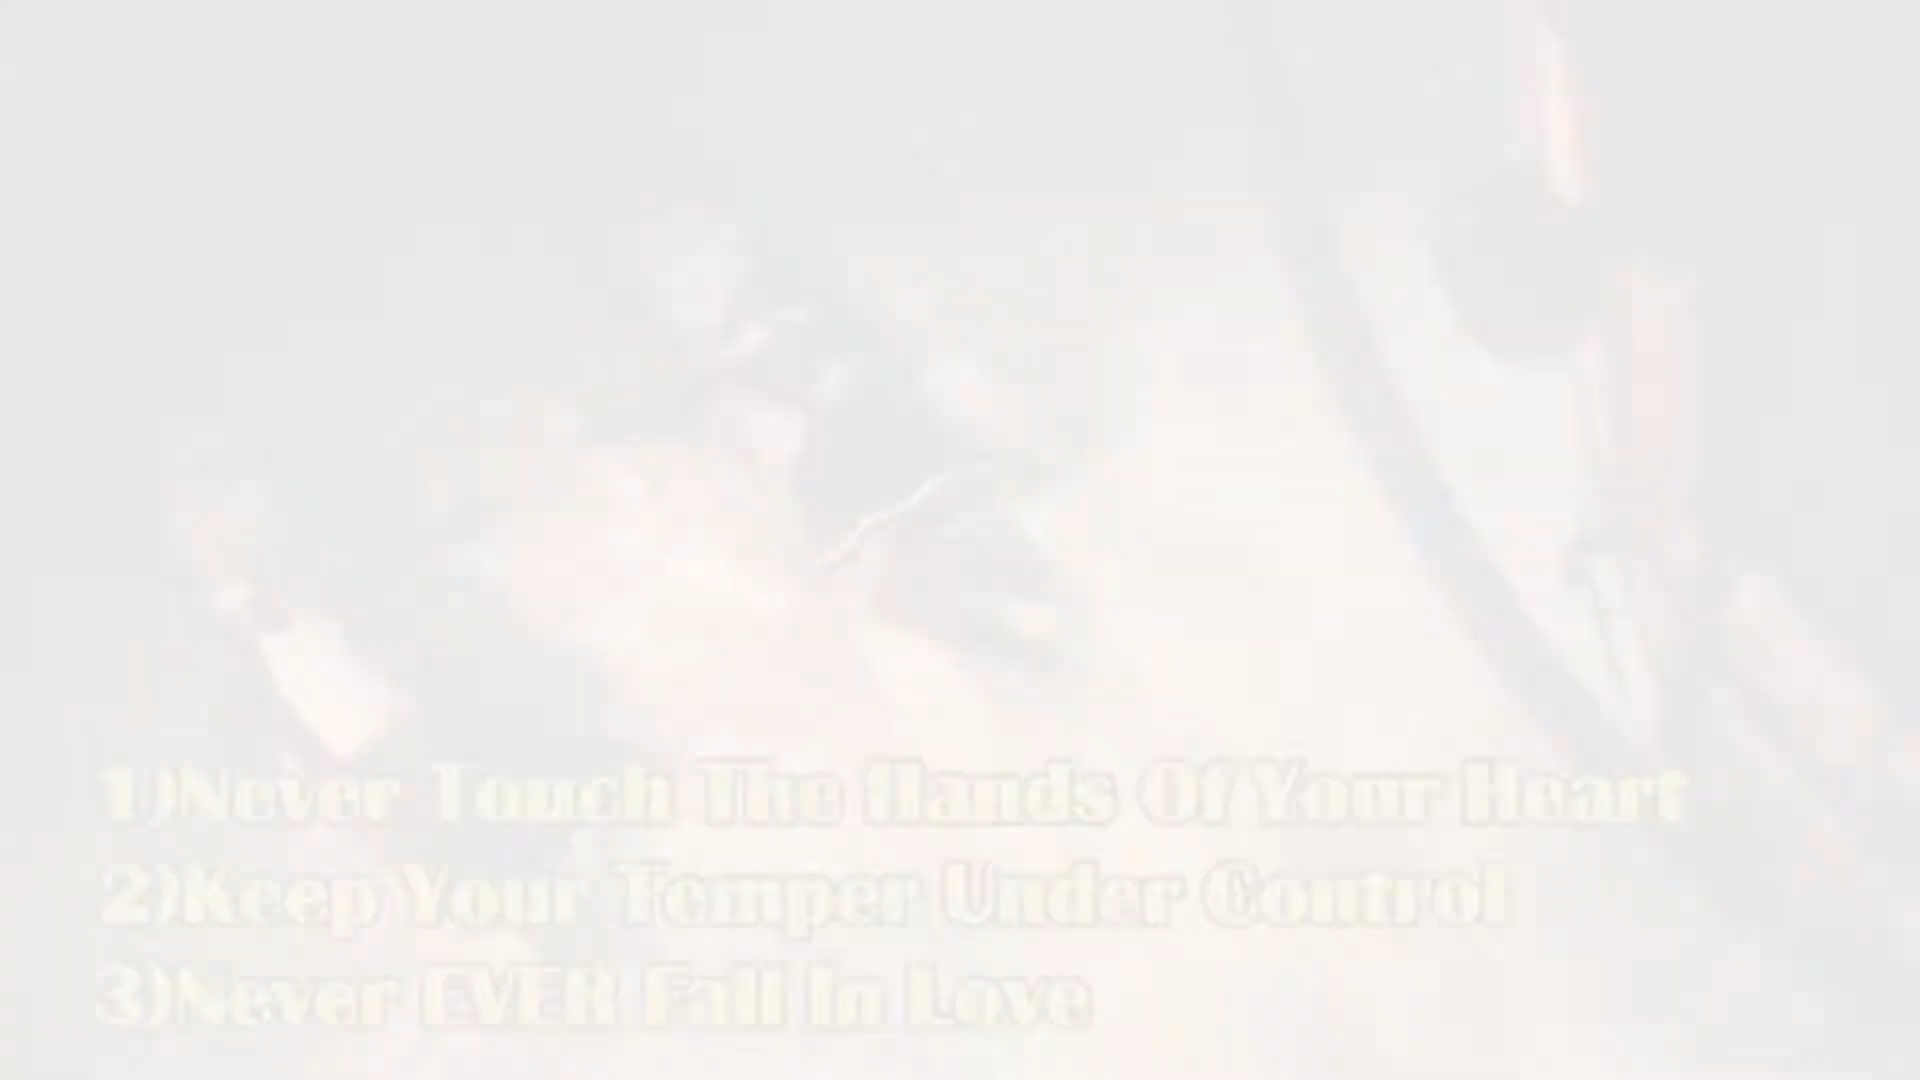 1)Never Touch The Hands Of Your Heart
2)Keep Your Temper Under Control
3)Never EVER Fall In Love